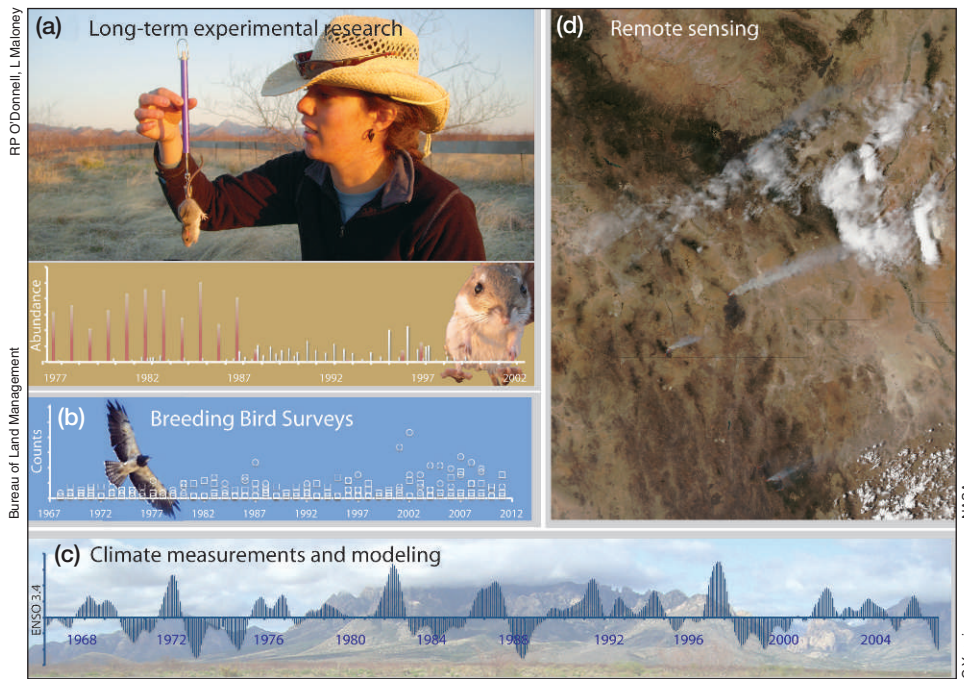 RP O'Donnell, L Maloney
(a) Long-term experimental research
Abundance
1977 1982 1987 1992 1997 2002
Bureau of Land Management
(b) Breeding Bird Surveys
Counts
1967 1972 1977 1982 1987 1992 1997 2002 2007 2012
(c) Climate measurements and modeling
ENSO 3.4
1968 1972 1976 1980 1984 1988 1992 1996 2000 2004
(d) Remote sensing